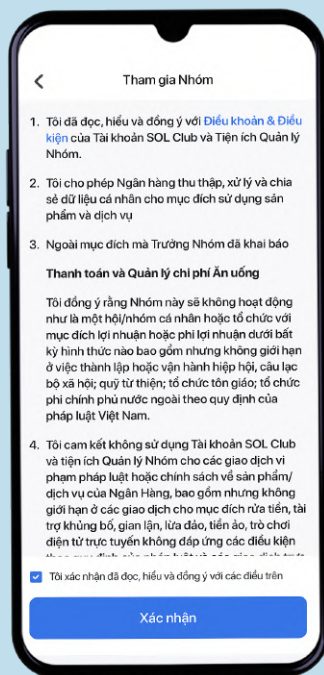 Tham gia Nhóm
1. Tôi đã đọc, hiểu và đồng ý với Điều khoản & Điều
kiện của Tài khoản SOL Club và Tiện ích Quản lý
Nhóm.
2. Tôi cho phép Ngân hàng thu thập, xử lý và chia
sẻ dữ liệu cá nhân cho mục đích sử dụng sản
phẩm và dịch vụ
3. Ngoài mục đích mà Trưởng Nhóm đã khai báo
Thanh toán và Quản lý chi phí Ăn uống
Tôi đồng ý rằng Nhóm này sẽ không hoạt động
như là một hội/nhóm cá nhân hoặc tổ chức với
mục đích lợi nhuận hoặc phi lợi nhuận dưới bất
kỳ hình thức nào bao gồm nhưng không giới hạn
ở việc thành lập hoặc vận hành hiệp hội, câu lạc
bộ xã hội; quỹ từ thiện; tổ chức tôn giáo; tổ chức
phi chính phủ nước ngoài theo quy định của
pháp luật Việt Nam.
4. Tôi cam kết không sử dụng Tài khoản SOL Club
và tiện ích Quản lý Nhóm cho các giao dịch vi
phạm pháp luật hoặc chính sách về sản phẩm/
dịch vụ của Ngân Hàng, bao gồm nhưng không
giới hạn ở các giao dịch cho mục đích rửa tiền, tài
trợ khủng bố, gian lận, lừa đảo, tiền ảo, trò chơi
điện tử trực tuyến không đáp ứng các điều kiện
theo quy định của pháp luật và các giao dịch
Tôi xác nhận đã đọc, hiểu và đồng ý với các điều trên
Xác nhận